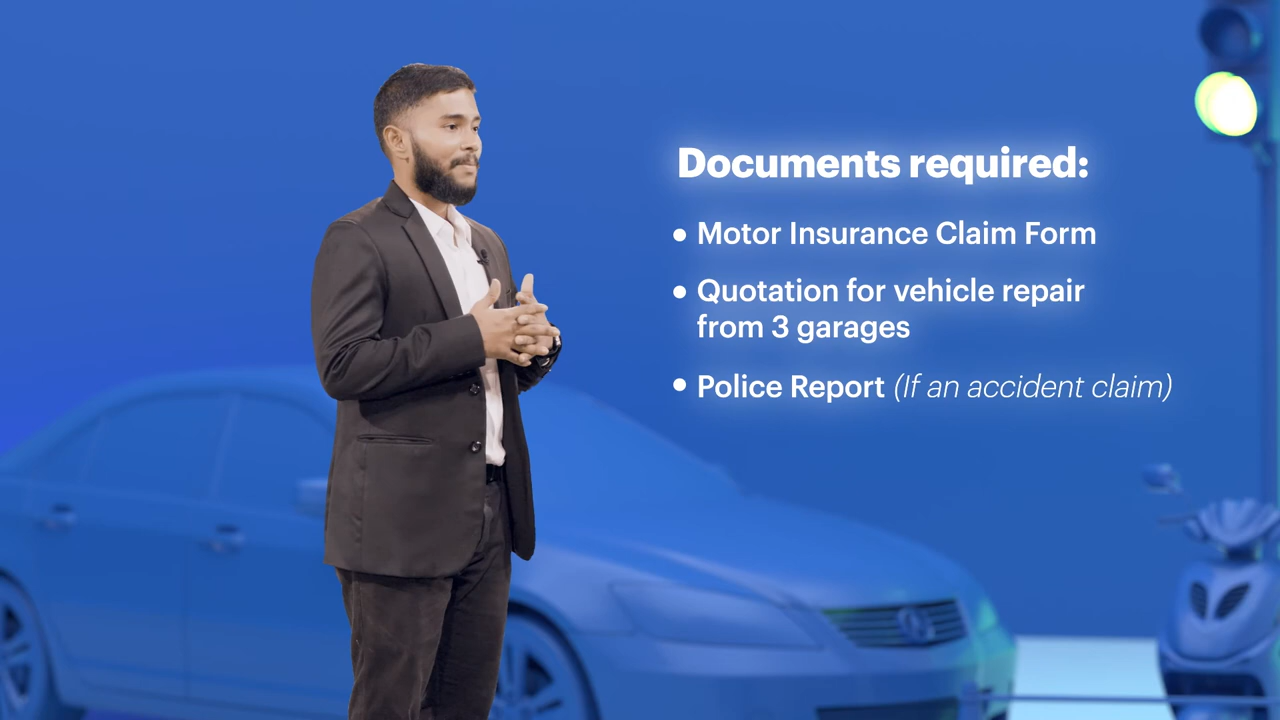 Documents required:
• Motor Insurance Claim Form
• Quotation for vehicle repair
from 3 garages
• Police Report (If an accident claim)